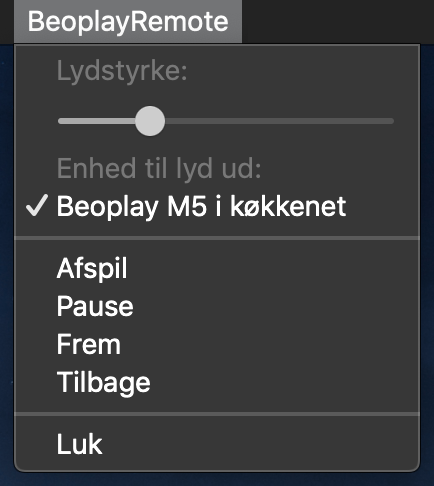 BeoplayRemote
Lydstyrke:
Enhed til lyd ud:
Beoplay M5 i køkkenet
Afspil
Pause
Frem
Tilbage
Luk